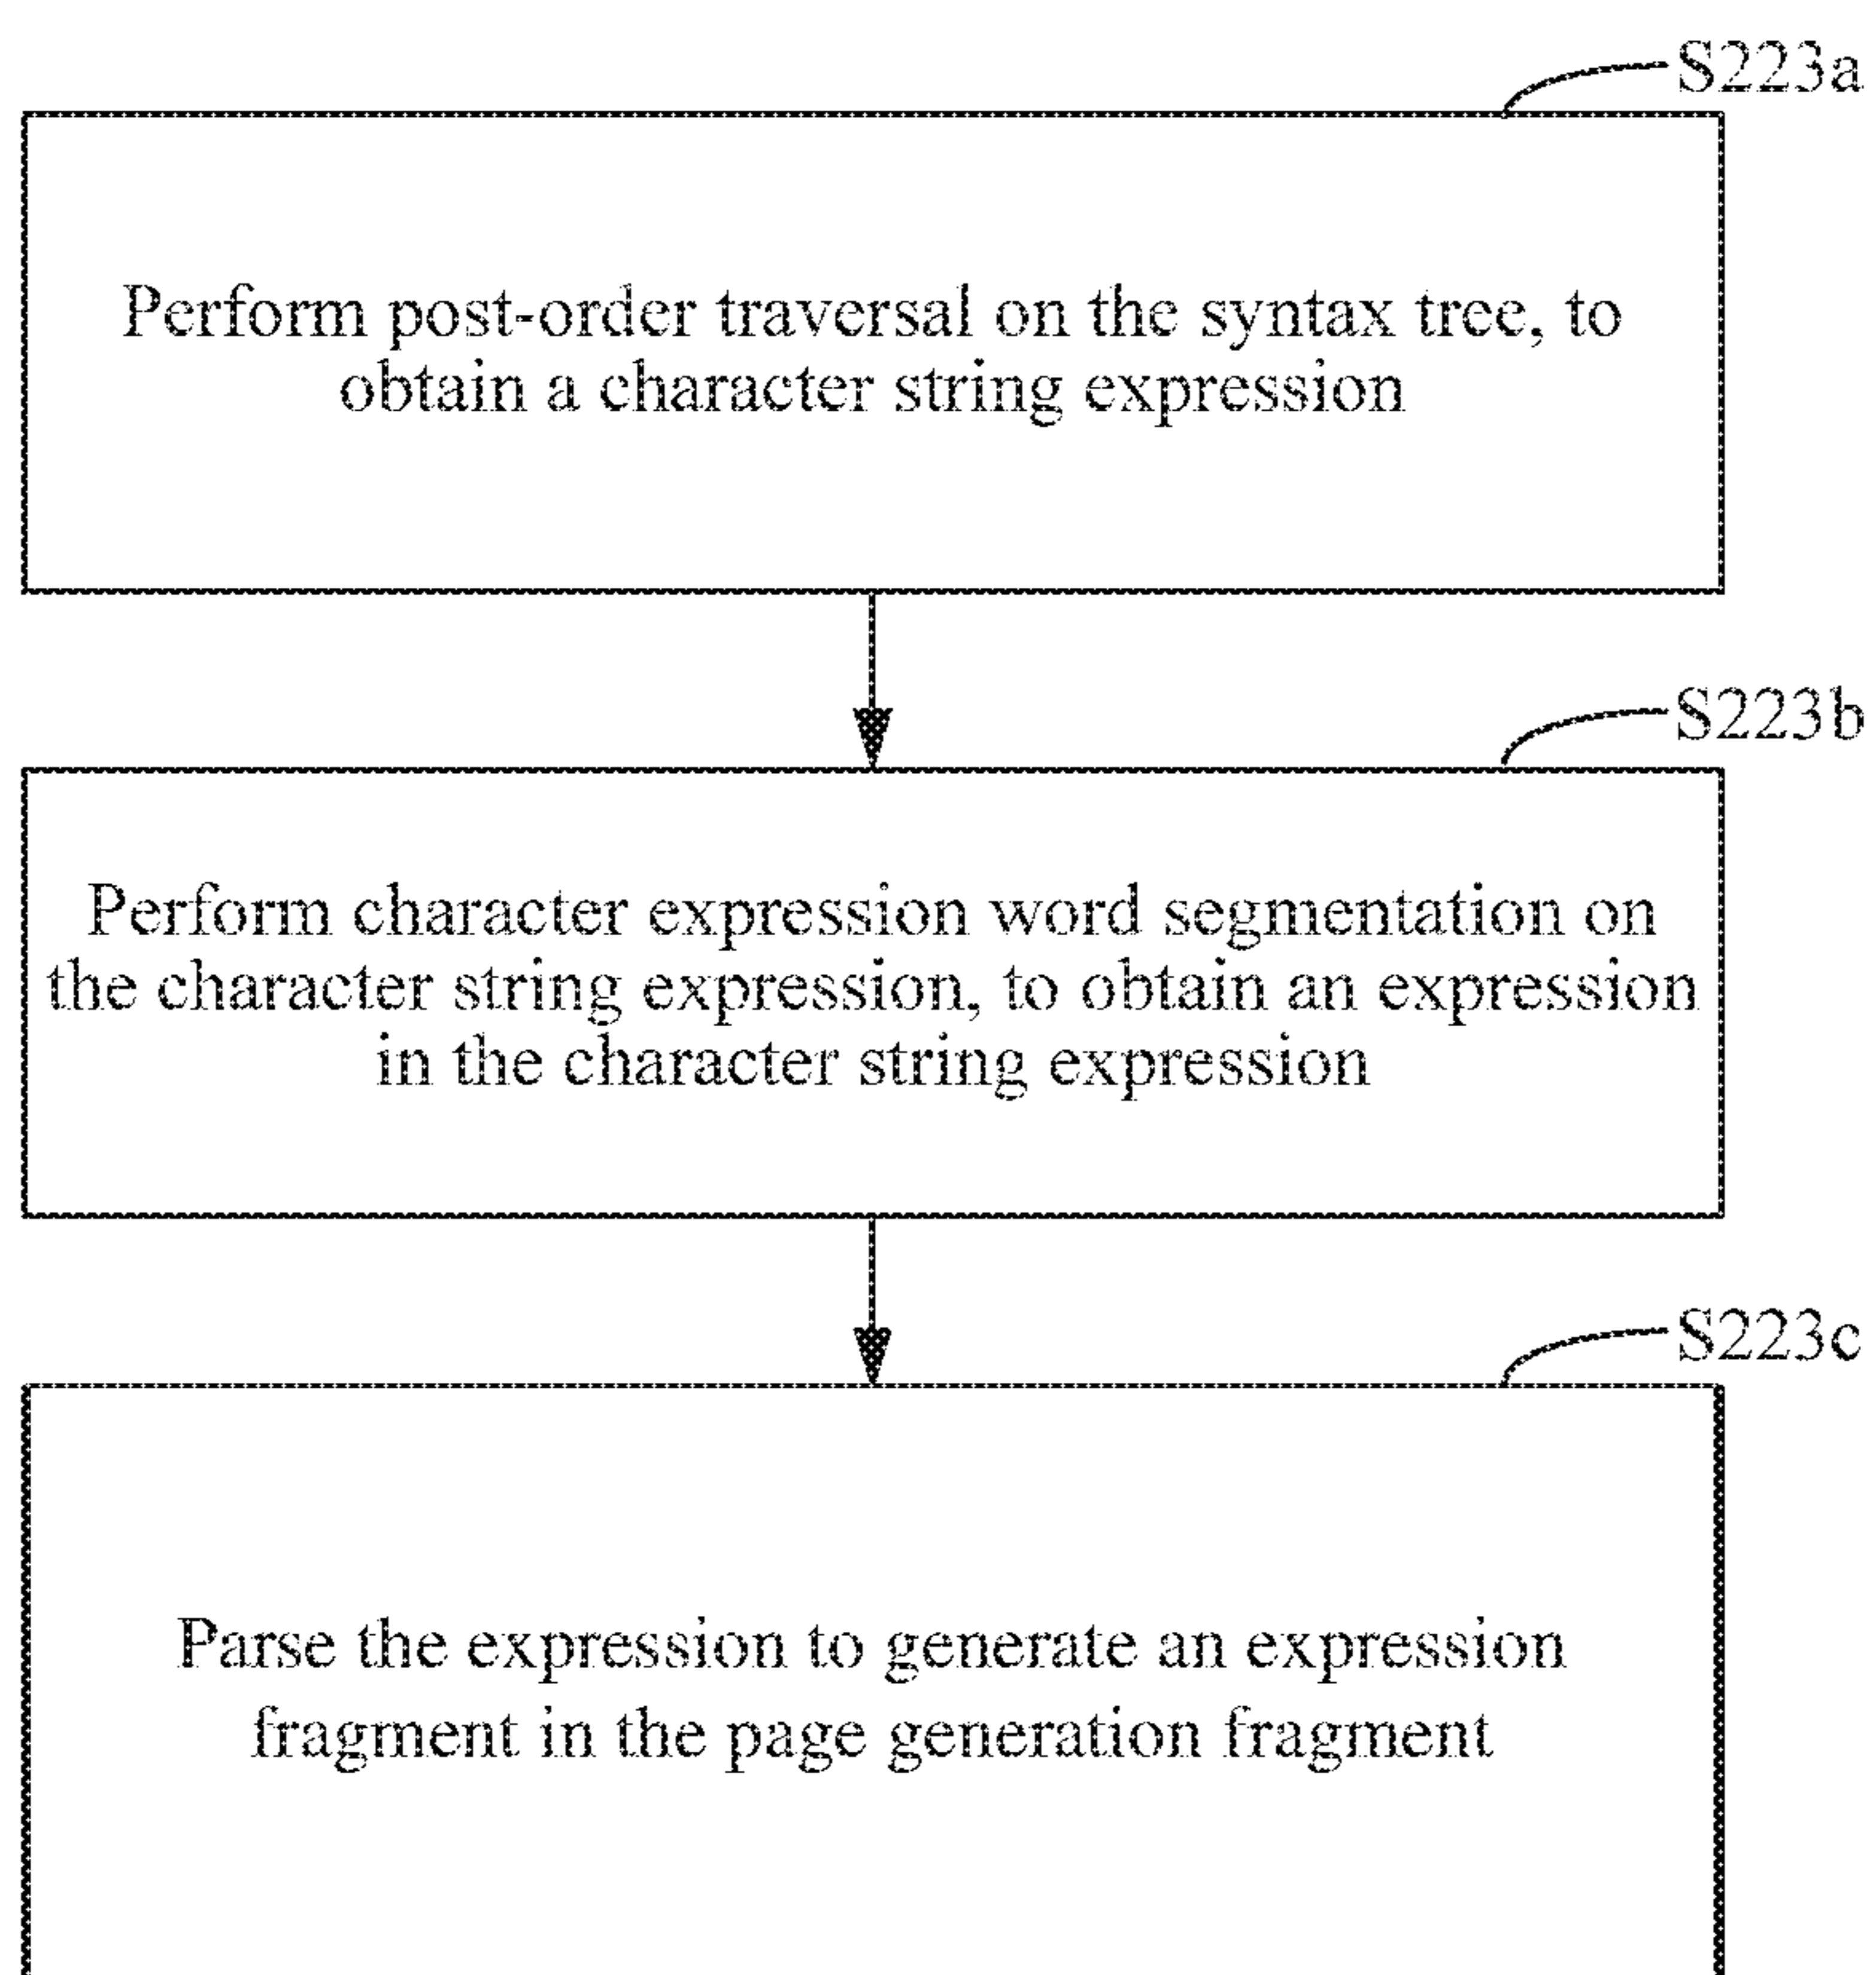 S223a
Perform post-order traversal on the syntax tree, to
obtain a character string expression
S223b
Perform character expression word segmentation on
the character string expression, to obtain an expression
in the character string expression
S223c
Parse the expression to generate an expression
fragment in the page generation fragment